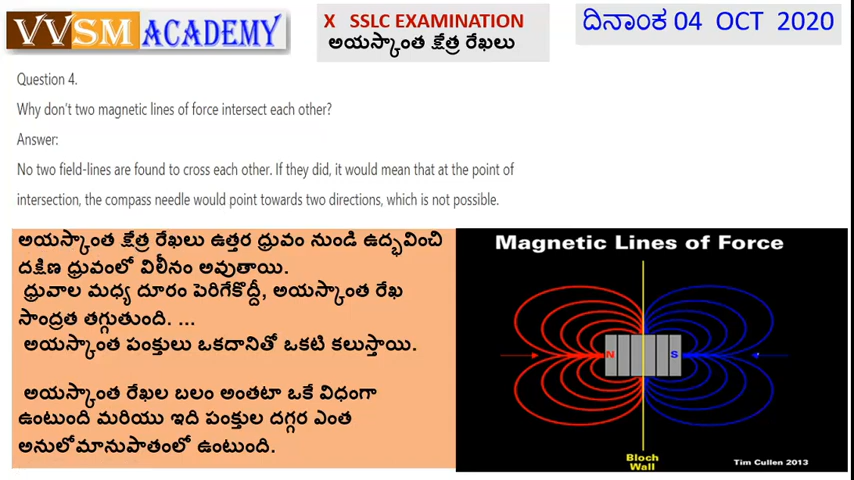 VVSM ACADEMY
X SSLC EXAMINATION
అయస్కాంత క్షేత్ర రేఖలు
ದಿನಾಂಕ 04 OCT 2020
Question 4.
Why don't two magnetic lines of force intersect each other?
Answer:
No two field-lines are found to cross each other. If they did, it would mean that at the point of
intersection, the compass needle would point towards two directions, which is not possible.
అయస్కాంత క్షేత్ర రేఖలు ఉత్తర ధ్రువం నుండి ఉద్భవించి
దక్షిణ ధ్రువంలో విలీనం అవుతాయి.
ధ్రువాల మధ్య దూరం పెరిగేకొద్దీ, అయస్కాంత రేఖ
సాంద్రత తగ్గుతుంది. ...
అయస్కాంత పంక్తులు ఒకదానితో ఒకటి కలుస్తాయి.
అయస్కాంత రేఖల బలం అంతటా ఒకే విధంగా
ఉంటుంది మరియు ఇది పంక్తుల దగ్గర ఎంత
అనులోమానుపాతంలో ఉంటుంది.
Magnetic Lines of Force
N S
Bloch
Wall
Tim Cullen 2013